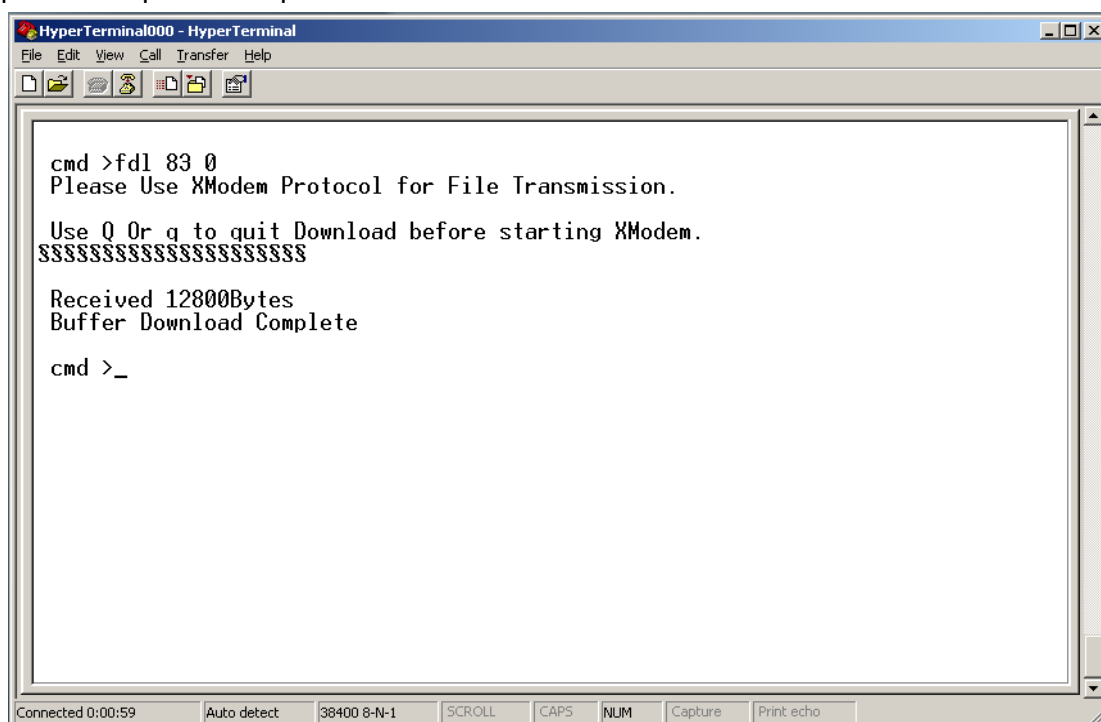 HyperTerminal000 - HyperTerminal
File Edit View Call Transfer Help
cmd >fdl 83 0
Please Use XModem Protocol for File Transmission.
Use Q Or q to quit Download before starting XModem.
§§§§§§§§§§§§§§§§§§§§§
Received 12800Bytes
Buffer Download Complete
cmd >_
Connected 0:00:59 Auto detect 38400 8-N-1 SCROLL CAPS NUM Capture Print echo